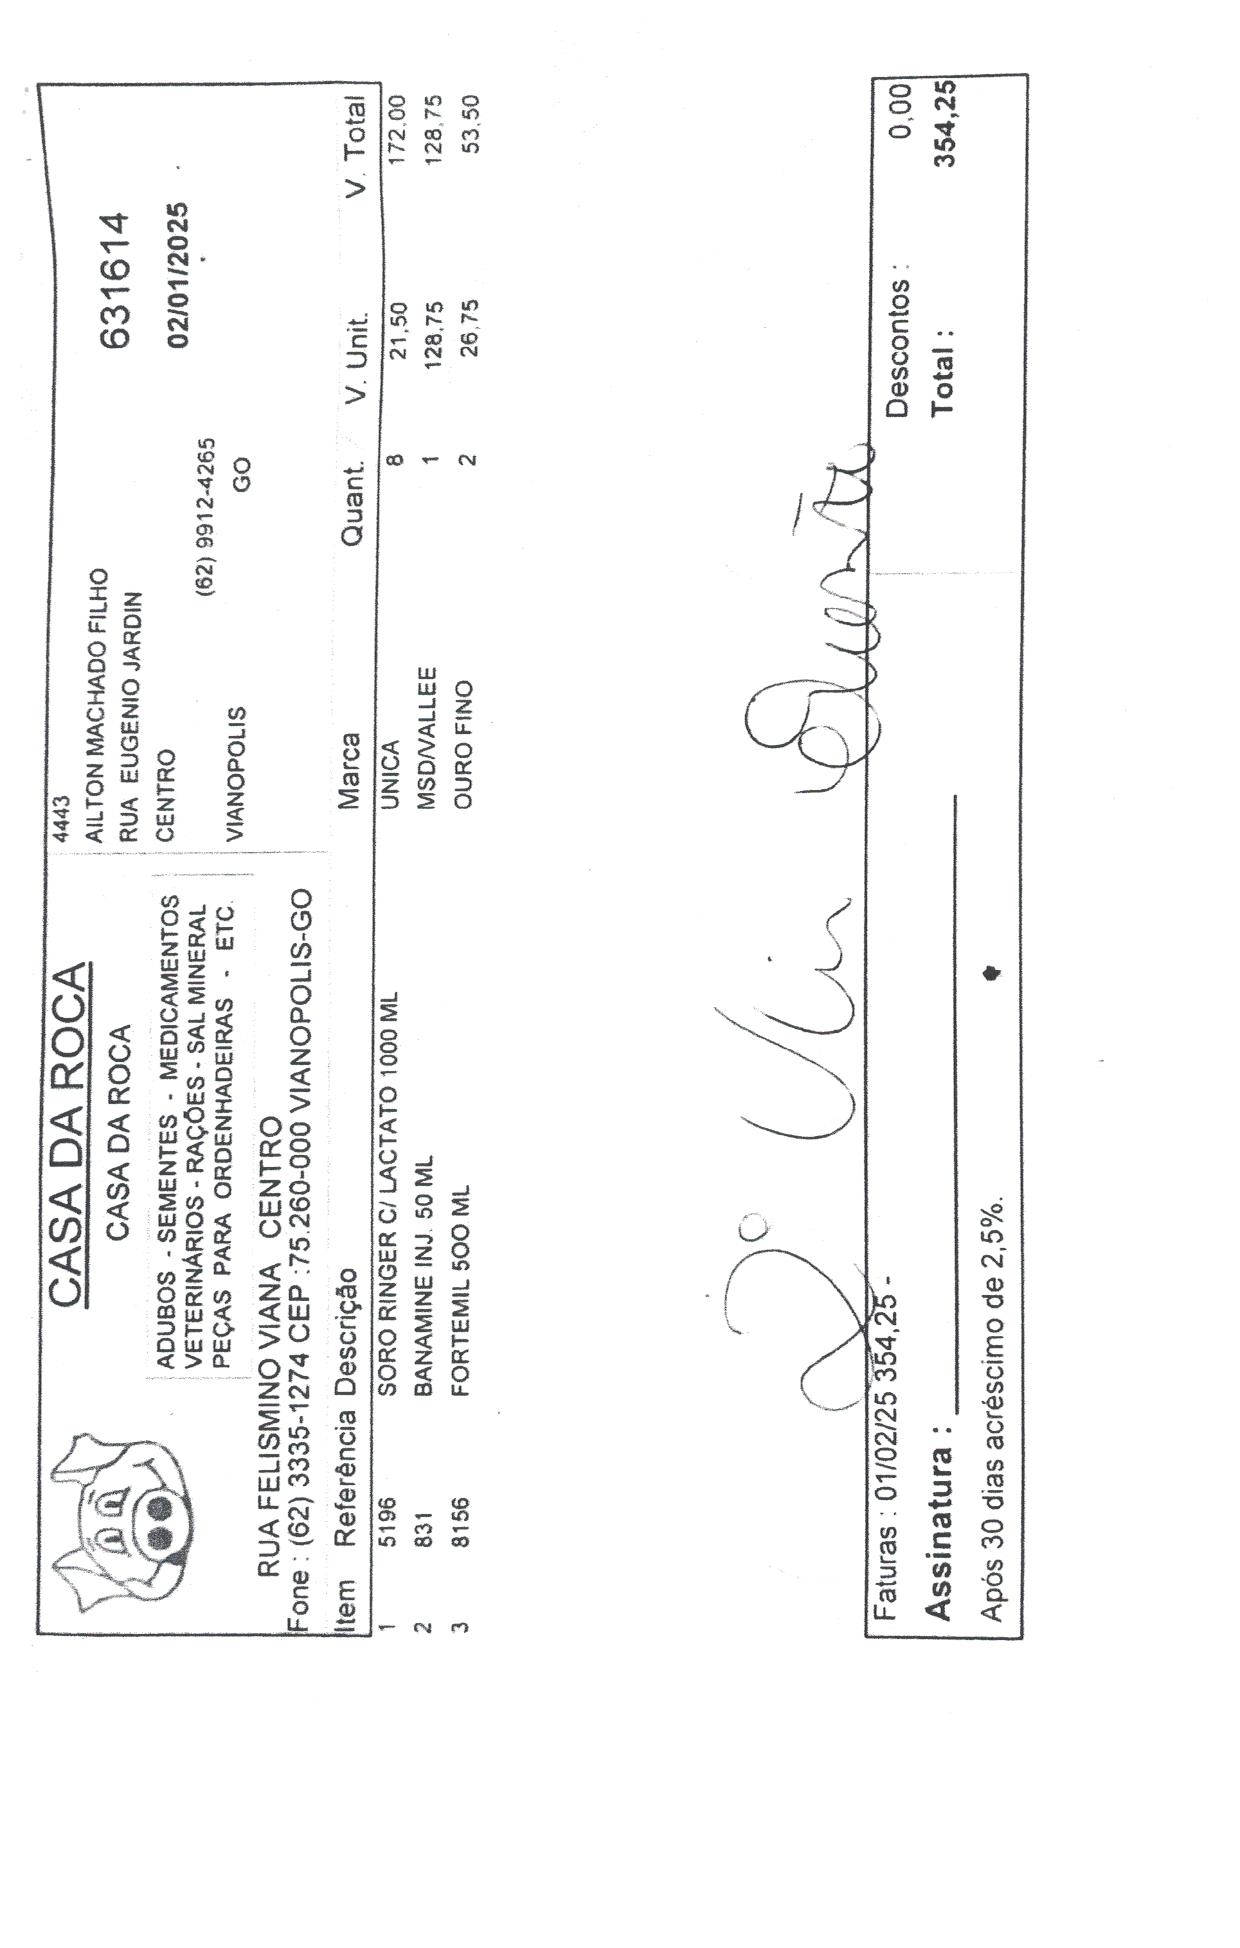 CASA DA ROCA
CASA DA ROCA
ADUBOS - SEMENTES - MEDICAMENTOS
VETERINÁRIOS - RAÇÕES - SAL MINERAL
PEÇAS PARA ORDENHADEIRAS - ETC.
RUA FELISMINO VIANA CENTRO
Fone : (62) 3335-1274 CEP :75.260-000 VIANOPOLIS-GO
4443
AILTON MACHADO FILHO
RUA EUGENIO JARDIN
CENTRO
(62) 9912-4265
VIANOPOLIS GO
631614
02/01/2025
Item Referência Descrição Marca Quant. V. Unit. V. Total
1 5196 SORO RINGER C/ LACTATO 1000 ML UNICA 8 21,50 172,00
2 831 BANAMINE INJ. 50 ML MSD/VALLEE 1 128,75 128,75
3 8156 FORTEMIL 500 ML OURO FINO 2 26,75 53,50
2º Via
Faturas : 01/02/25 354,25 - Descontos : 0,00
Assinatura : Total : 354,25
Após 30 dias acréscimo de 2,5%.